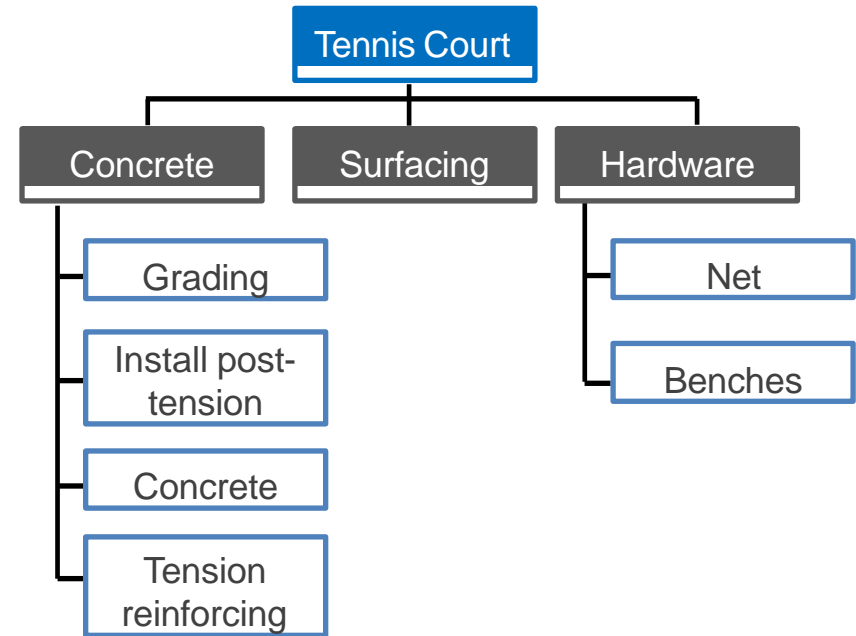 Tennis Court
Concrete
Surfacing
Hardware
Grading
Install post-
tension
Concrete
Tension
reinforcing
Net
Benches